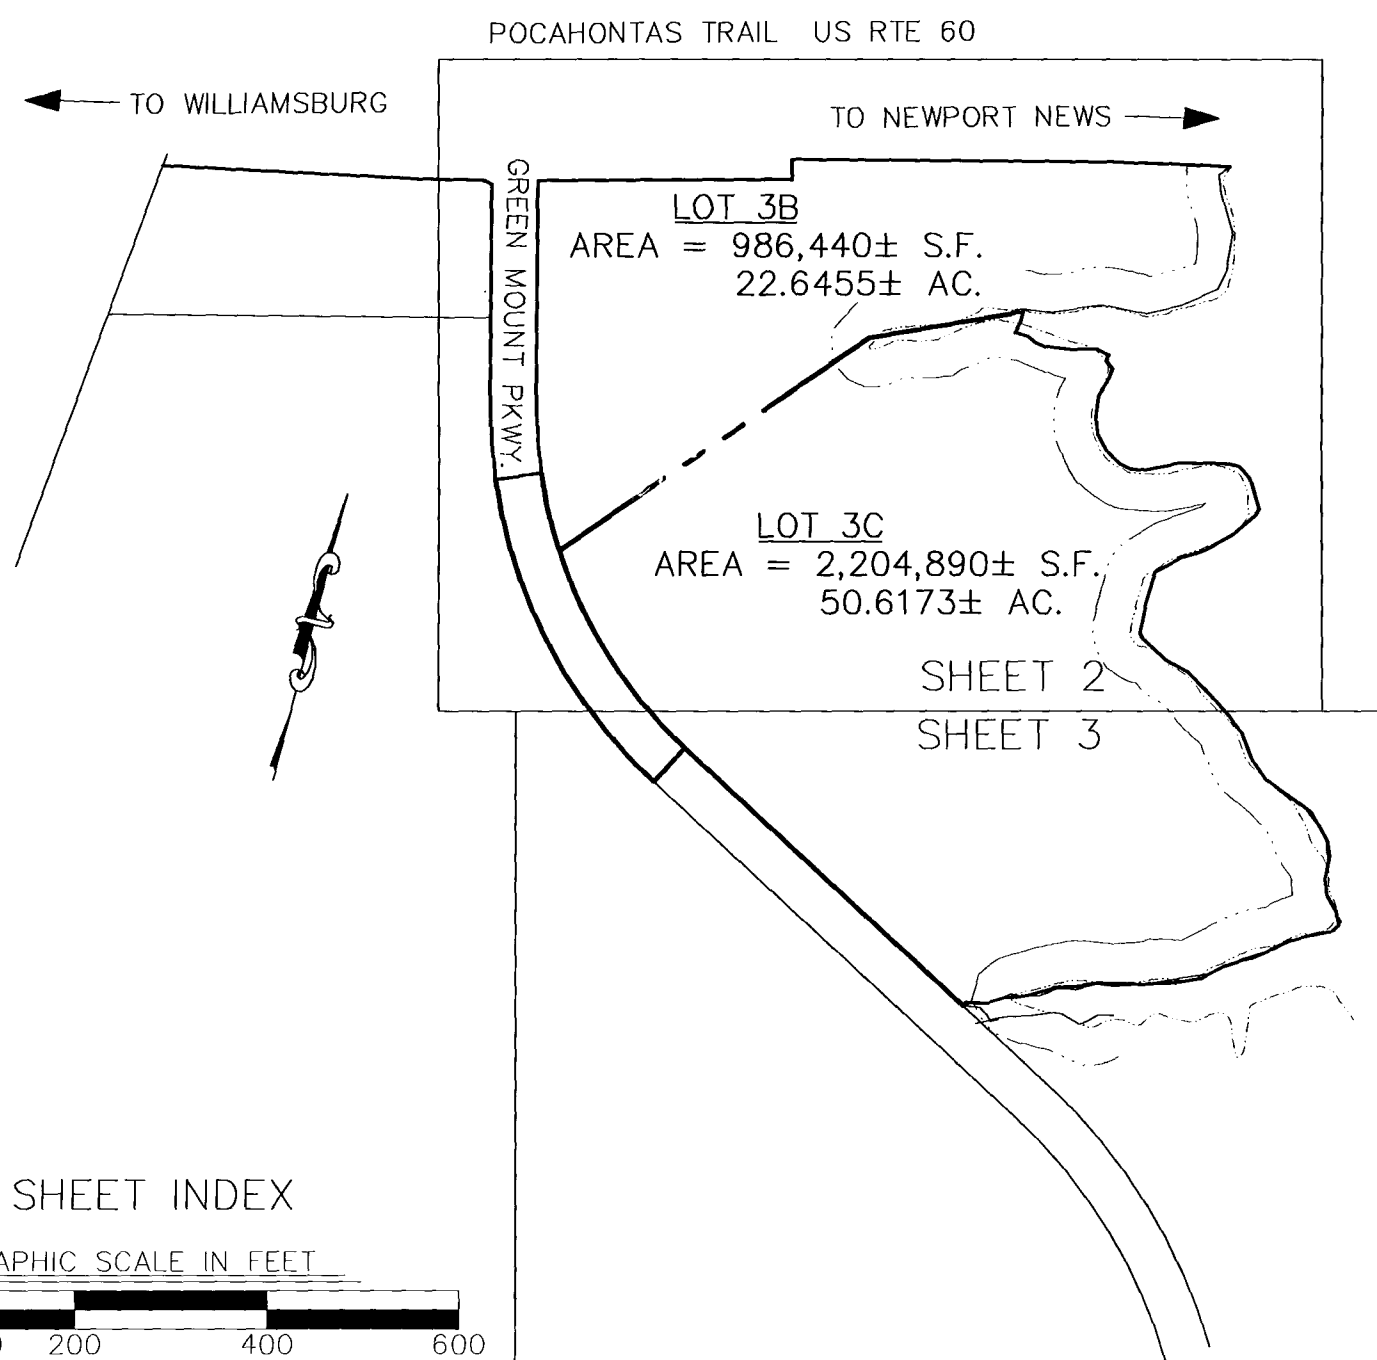 POCAHONTAS TRAIL US RTE 60
TO WILLIAMSBURG
TO NEWPORT NEWS
GREEN MOUNT PKWY.
LOT 3B
AREA = 986,440± S.F.
22.6455± AC.
LOT 3C
AREA = 2,204,890± S.F.
50.6173± AC.
SHEET 2
SHEET 3
SHEET INDEX
APHIC SCALE IN FEET
200 400 600